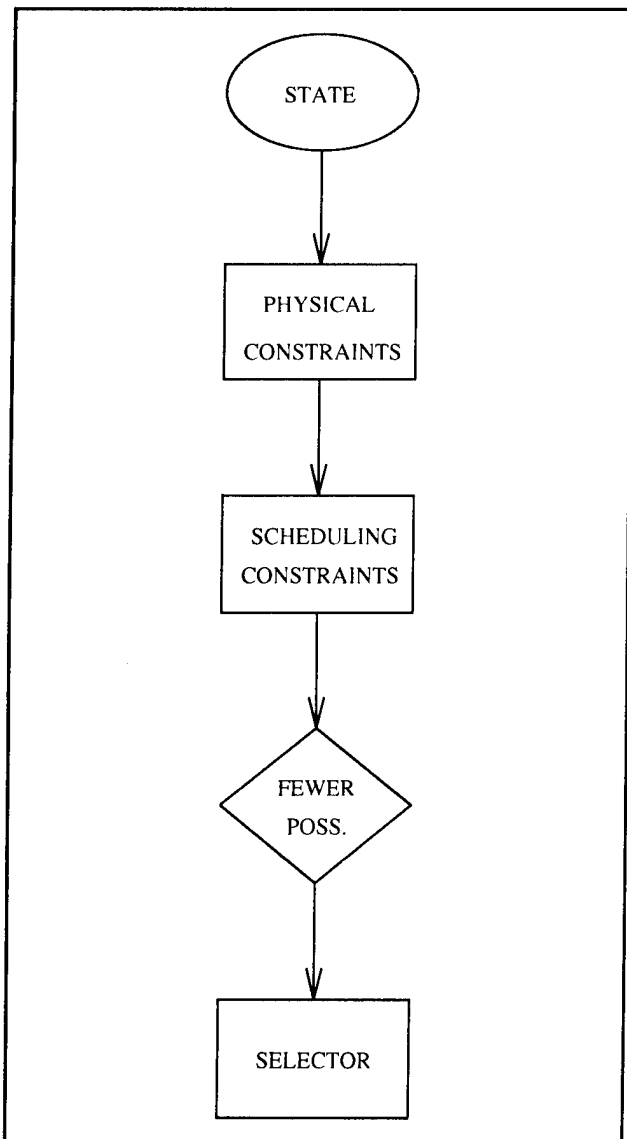 STATE
PHYSICAL
CONSTRAINTS
SCHEDULING
CONSTRAINTS
FEWER
POSS.
SELECTOR